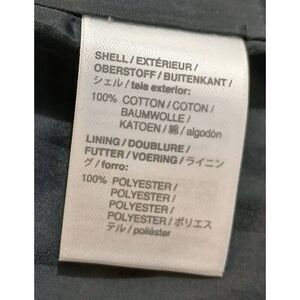 SHELL / EXTÉRIEUR /
OBERSTOFF / BUITENKANT /
シェル / tela exterior:
100% COTTON / COTON /
BAUMWOLLE /
KATOEN / 綿 / algodón
LINING / DOUBLURE /
FUTTER / VOERING / ライニン
グ / forro:
100% POLYESTER /
POLYESTER /
POLYESTER /
POLYESTER / ポリエス
テル / poliéster